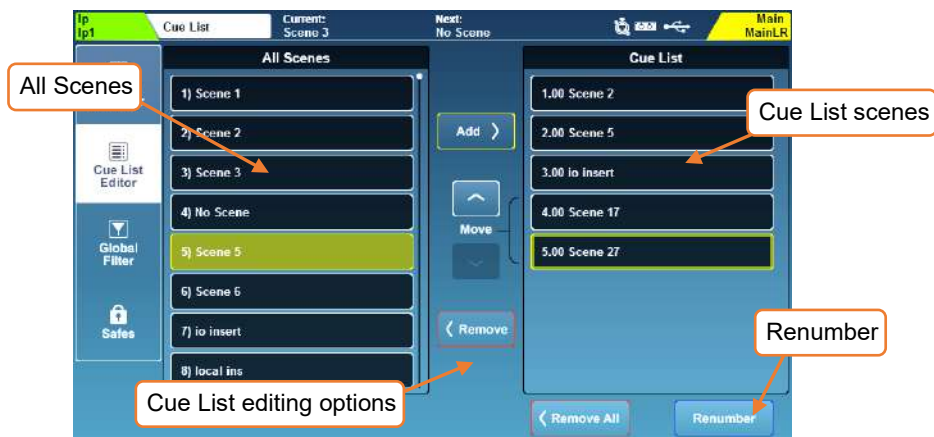 Ip
Ip1
Cue List
Current:
Scene 3
Next:
No Scene
Main
MainLR
All Scenes
Cue List
All Scenes
1) Scene 1
1.00 Scene 2
Cue List scenes
2) Scene 2
Add
2.00 Scene 5
Cue List
Editor
3) Scene 3
3.00 io insert
4) No Scene
Move
4.00 Scene 17
Global
Filter
5) Scene 5
5.00 Scene 27
6) Scene 6
Safes
7) io insert
Remove
Renumber
8) local ins
Cue List editing options
Remove All
Renumber